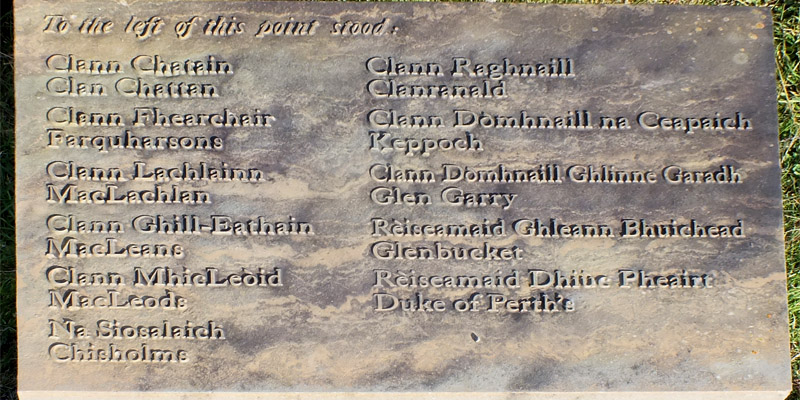 To the left of this point stood:
Clann Chatain
Clan Chattan
Clann Fhearchair
Farquharsons
Clann Lachlainn
MacLachlan
Clann Ghill-Eathain
MacLeans
Clann MhicLeòid
MacLeods
Na Siosalaich
Chisholms
Clann Raghnaill
Clanranald
Clann Dòmhnaill na Ceapaich
Keppoch
Clann Dòmhnaill Ghlinne Garadh
Glen Garry
Rèiseamaid Ghleann Bhuichead
Glenbucket
Rèiseamaid Dhiùc Pheairt
Duke of Perth's